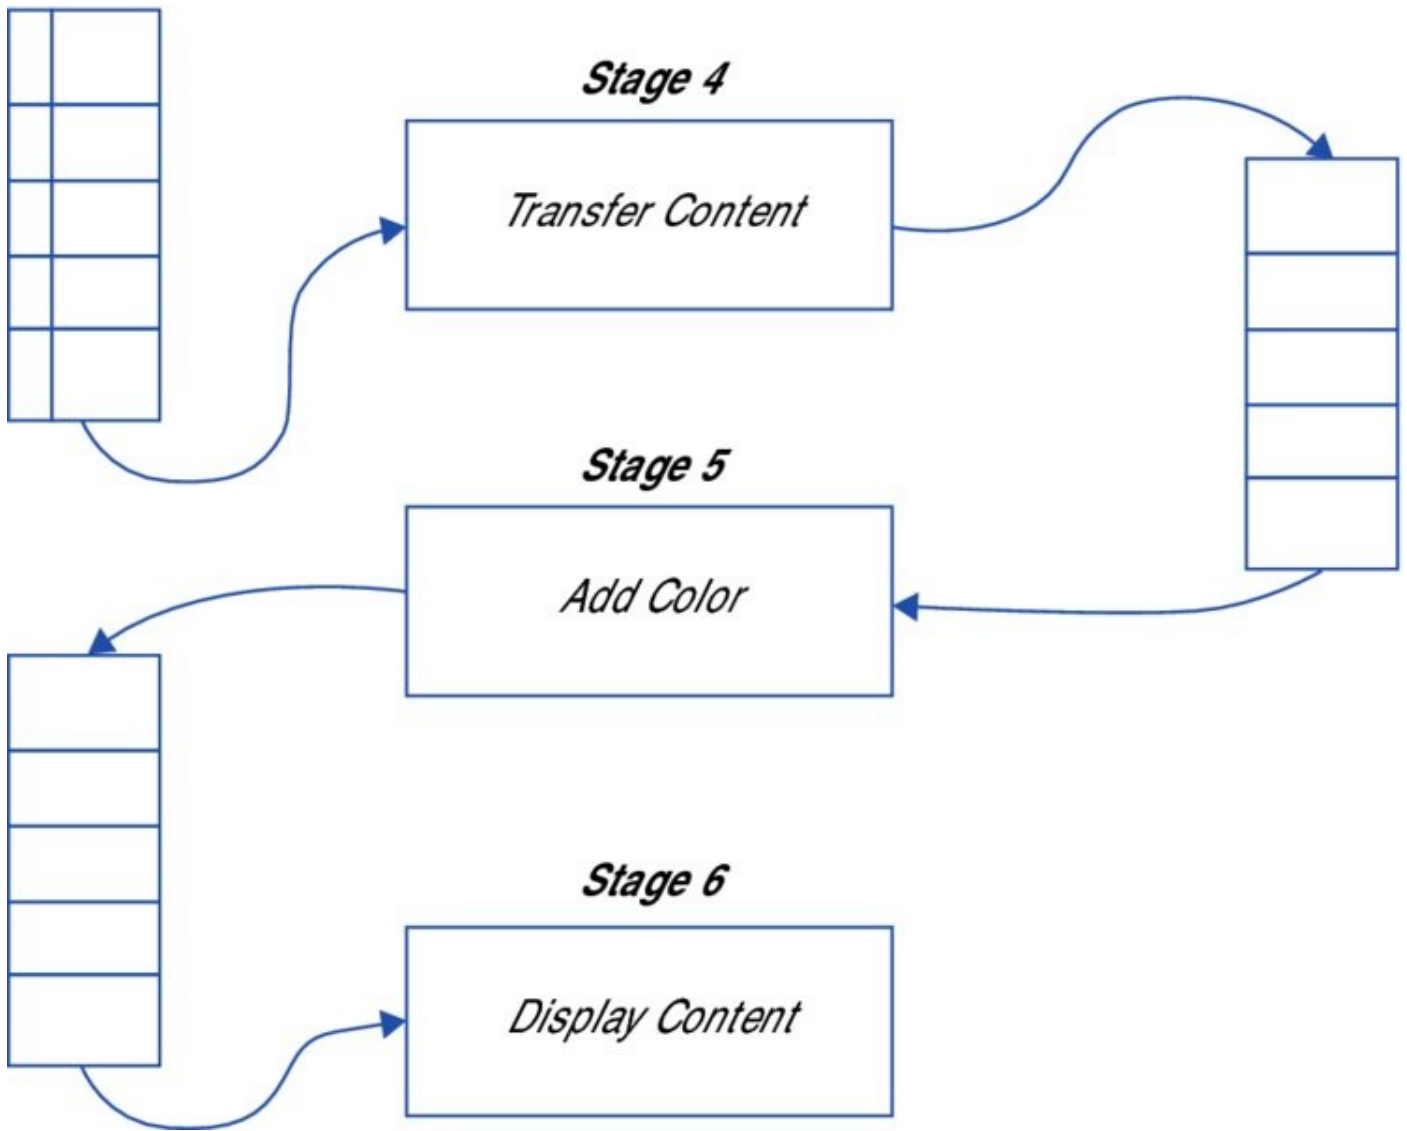 Stage 4
Transfer Content
Stage 5
Add Color
Stage 6
Display Content